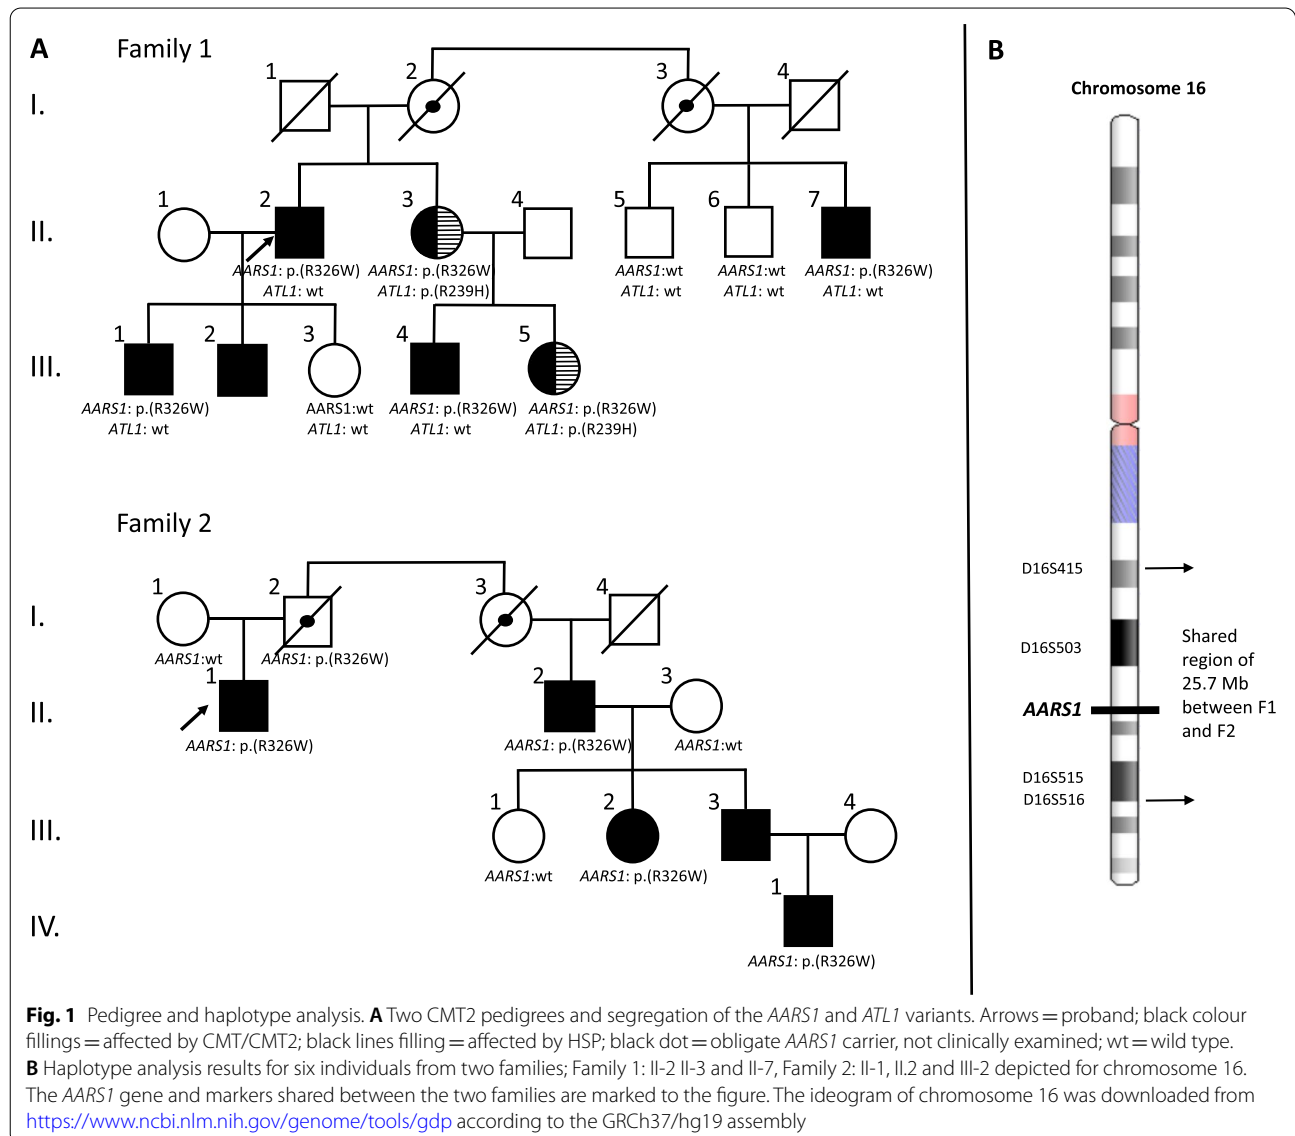 A Family 1
1 2 3 4
I.
1 2 3 4 5 6 7
II.
AARS1: p.(R326W) AARS1: p.(R326W) AARS1:wt AARS1:wt AARS1: p.(R326W)
ATL1: wt ATL1: p.(R239H) ATL1: wt ATL1: wt ATL1: wt
1 2 3 4 5
III.
AARS1: p.(R326W) AARS1:wt AARS1: p.(R326W) AARS1: p.(R326W)
ATL1: wt ATL1: wt ATL1: wt ATL1: p.(R239H)
Family 2
1 2 3 4
I.
AARS1:wt AARS1: p.(R326W)
1 2 3
II.
AARS1: p.(R326W) AARS1: p.(R326W) AARS1:wt
1 2 3 4
III.
AARS1:wt AARS1: p.(R326W)
1
IV.
AARS1: p.(R326W)
B
Chromosome 16
D16S415
D16S503
AARS1
D16S515
D16S516
Shared
region of
25.7 Mb
between F1
and F2
Fig. 1 Pedigree and haplotype analysis. A Two CMT2 pedigrees and segregation of the AARS1 and ATL1 variants. Arrows = proband; black colour
fillings = affected by CMT/CMT2; black lines filling = affected by HSP; black dot = obligate AARS1 carrier, not clinically examined; wt = wild type.
B Haplotype analysis results for six individuals from two families; Family 1: II-2 II-3 and II-7, Family 2: II-1, II.2 and III-2 depicted for chromosome 16.
The AARS1 gene and markers shared between the two families are marked to the figure. The ideogram of chromosome 16 was downloaded from
https://www.ncbi.nlm.nih.gov/genome/tools/gdp according to the GRCh37/hg19 assembly